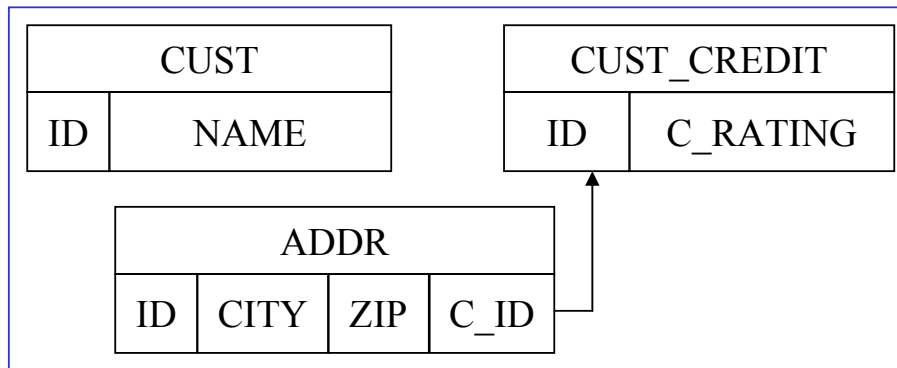 CUST
ID NAME
CUST_CREDIT
ID C_RATING
ADDR
ID CITY ZIP C_ID